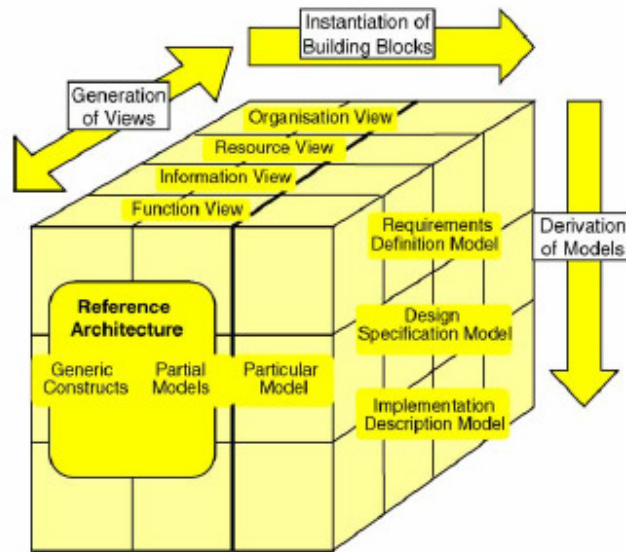 Instantiation of
Building Blocks
Generation
of Views
Organisation View
Resource View
Information View
Function View
Requirements
Definition Model
Derivation
of Models
Reference
Architecture
Design
Specification Model
Generic
Constructs
Partial
Models
Particular
Model
Implementation
Description Model